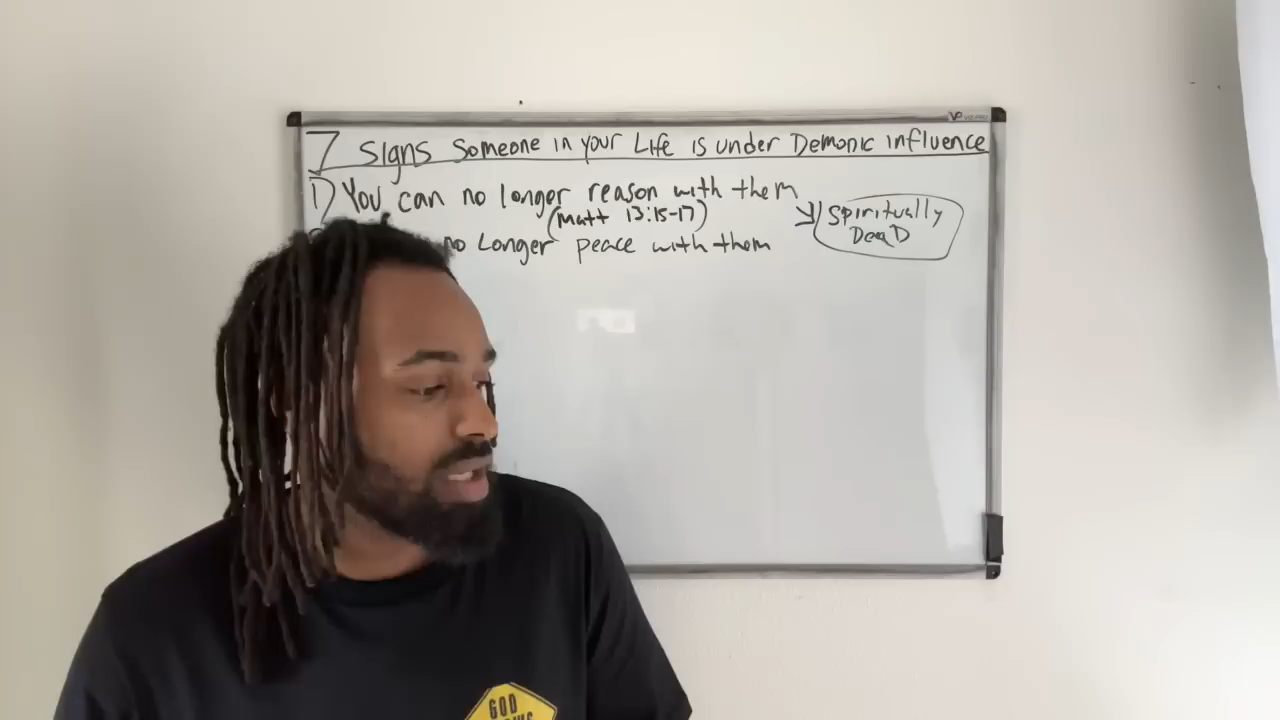 7 Signs Someone in your Life is under Demonic influence
1) You can no longer reason with them
(Matt 13:15-17)
Spiritually
DeaD
no Longer peace with them
GOD